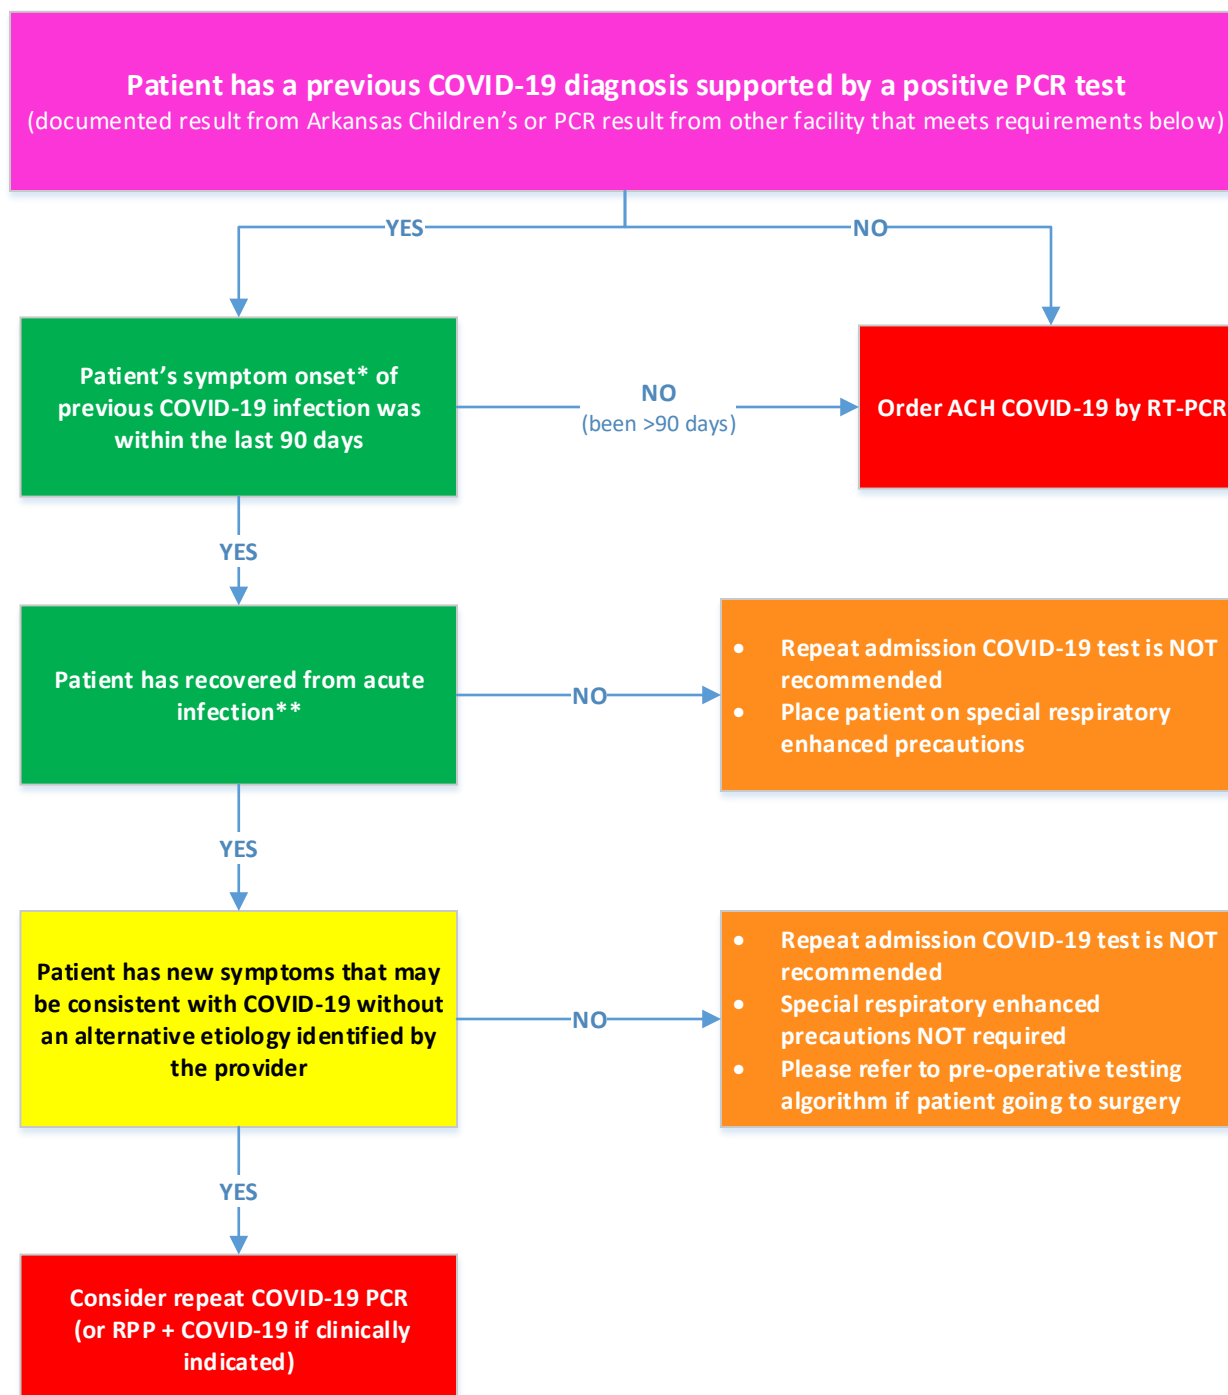 Patient has a previous COVID-19 diagnosis supported by a positive PCR test
(documented result from Arkansas Children's or PCR result from other facility that meets requirements below)
YES
NO
Patient's symptom onset* of
previous COVID-19 infection was
within the last 90 days
NO
(been >90 days)
Order ACH COVID-19 by RT-PCR
YES
Patient has recovered from acute
infection**
NO
• Repeat admission COVID-19 test is NOT
recommended
• Place patient on special respiratory
enhanced precautions
YES
Patient has new symptoms that may
be consistent with COVID-19 without
an alternative etiology identified by
the provider
NO
• Repeat admission COVID-19 test is NOT
recommended
• Special respiratory enhanced
precautions NOT required
• Please refer to pre-operative testing
algorithm if patient going to surgery
YES
Consider repeat COVID-19 PCR
(or RPP + COVID-19 if clinically
indicated)